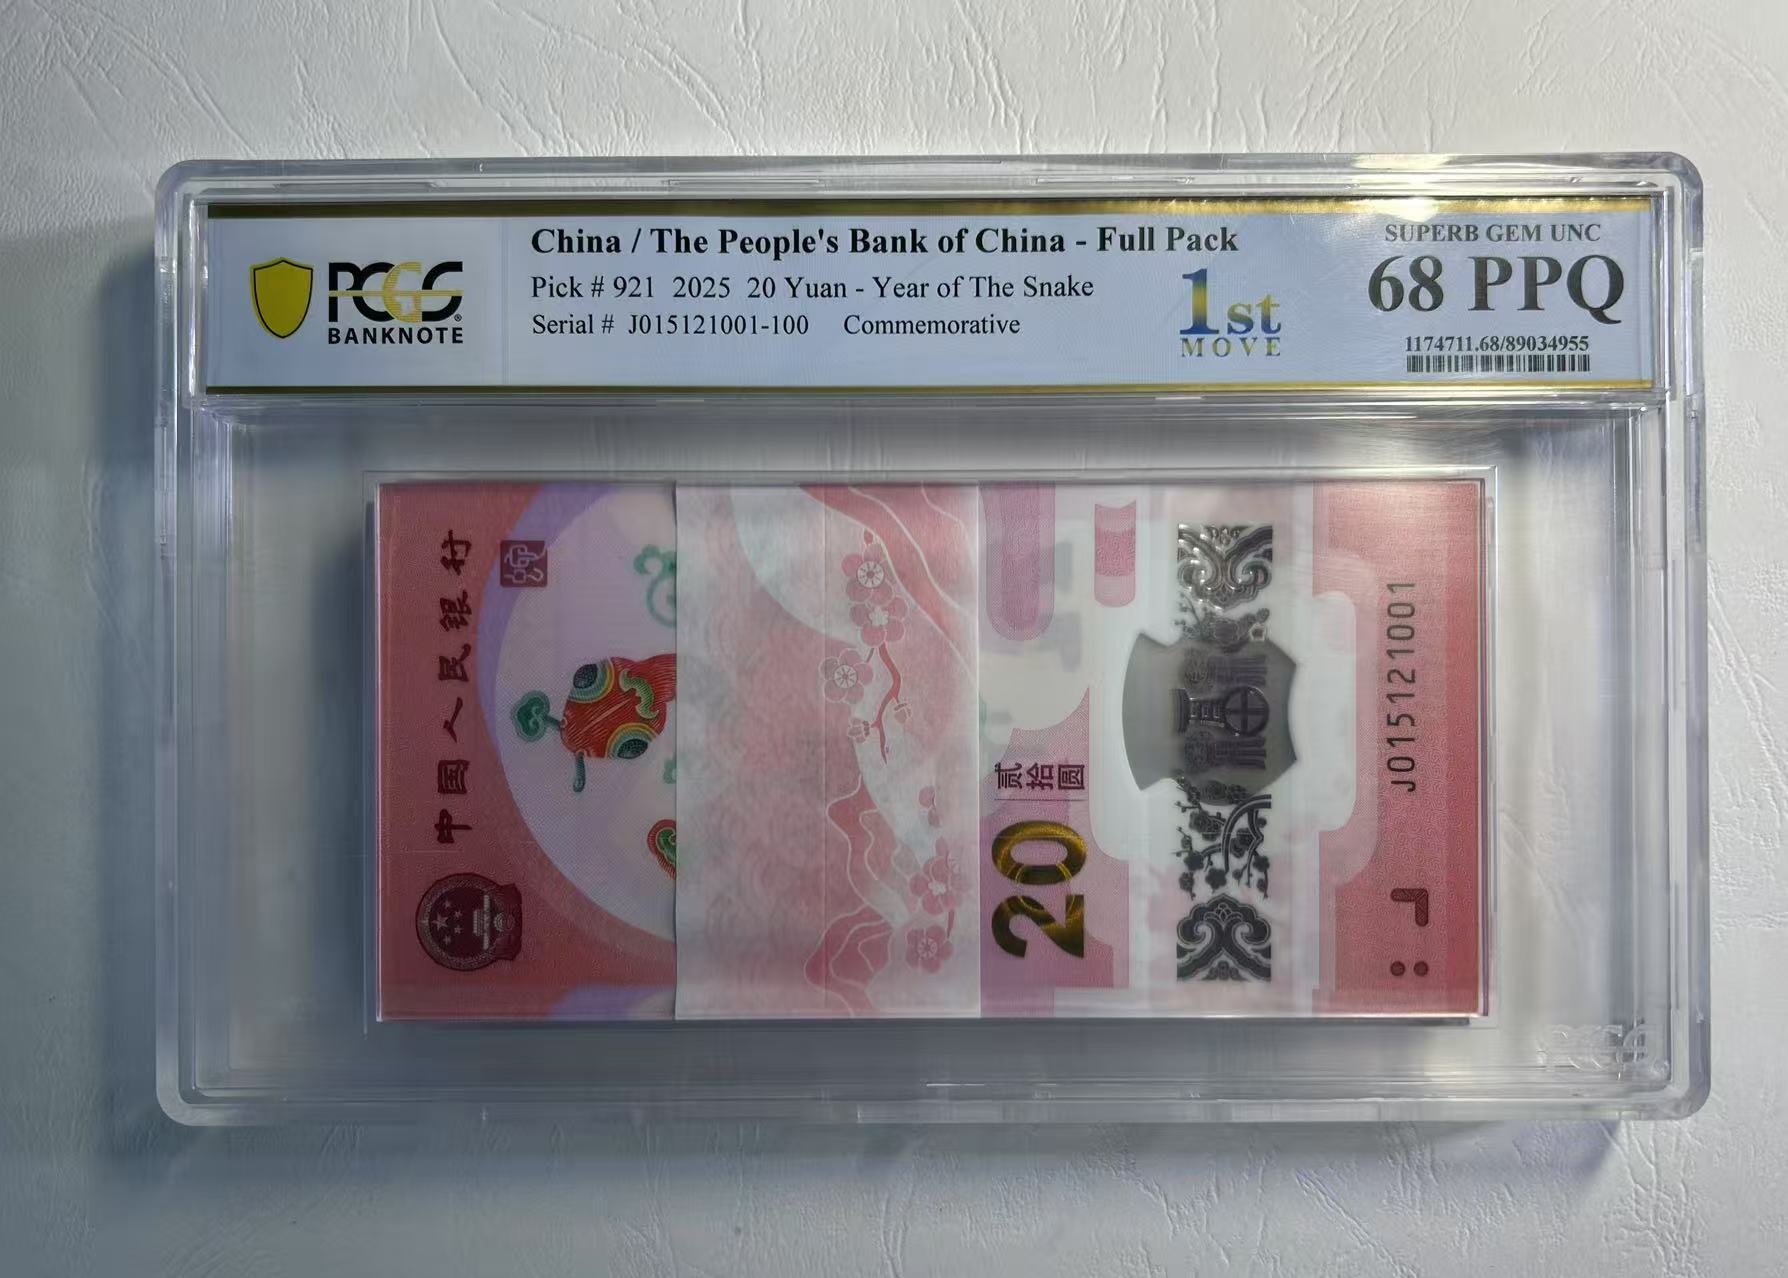 PCGS
BANKNOTE
China / The People's Bank of China - Full Pack
Pick # 921 2025 20 Yuan - Year of The Snake
Serial # J015121001-100 Commemorative
1st
MOVE
SUPERB GEM UNC
68 PPQ
1174711.68/89034955
中国人民银行
贰拾圆
20
J015121001
PCGS